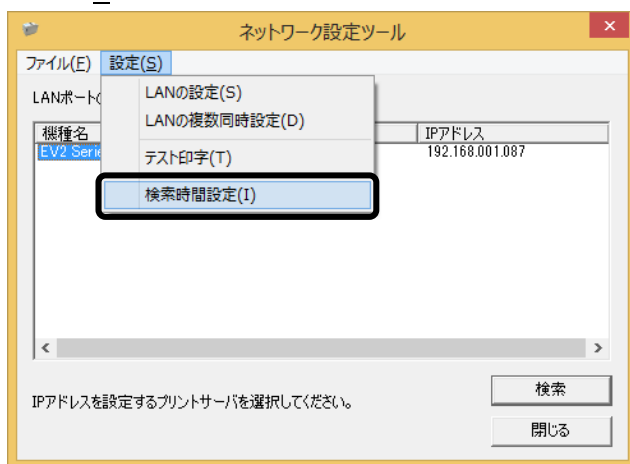 ネットワーク設定ツール
ファイル(F) 設定(S)
LANポート(
LANの設定(S)
LANの複数同時設定(D)
テスト印字(T)
検索時間設定(I)
機種名 IPアドレス
EV2 Serie 192.168.001.087
IPアドレスを設定するプリントサーバを選択してください。
検索
閉じる